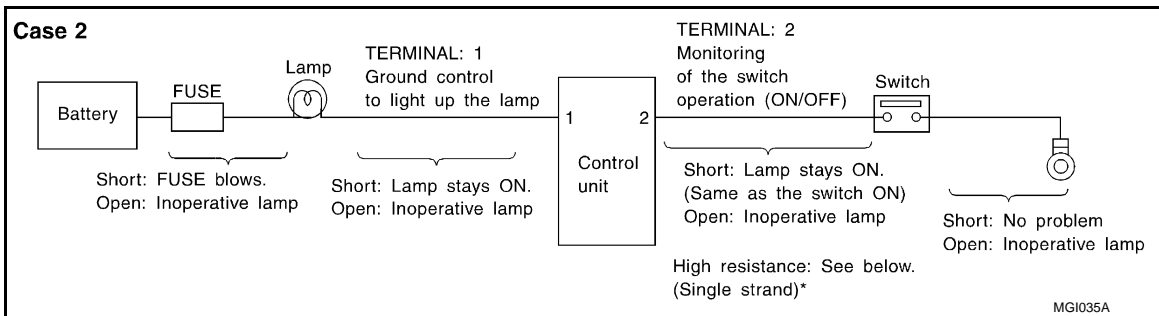 Case 2
Battery
FUSE
Lamp
TERMINAL: 1
Ground control
to light up the lamp
1
2
Control
unit
TERMINAL: 2
Monitoring
of the switch
operation (ON/OFF)
Switch
Short: FUSE blows.
Open: Inoperative lamp
Short: Lamp stays ON.
Open: Inoperative lamp
Short: Lamp stays ON.
(Same as the switch ON)
Open: Inoperative lamp
High resistance: See below.
(Single strand)*
Short: No problem
Open: Inoperative lamp
MGI035A